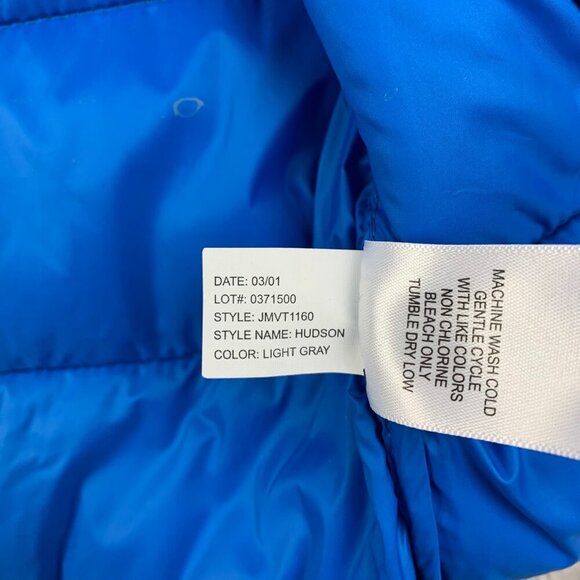 DATE: 03/01
LOT#: 0371500
STYLE: JMVT1160
STYLE NAME: HUDSON
COLOR: LIGHT GRAY
MACHINE WASH COLD
GENTLE CYCLE
WITH LIKE COLORS
NON CHLORINE
BLEACH ONLY
TUMBLE DRY LOW